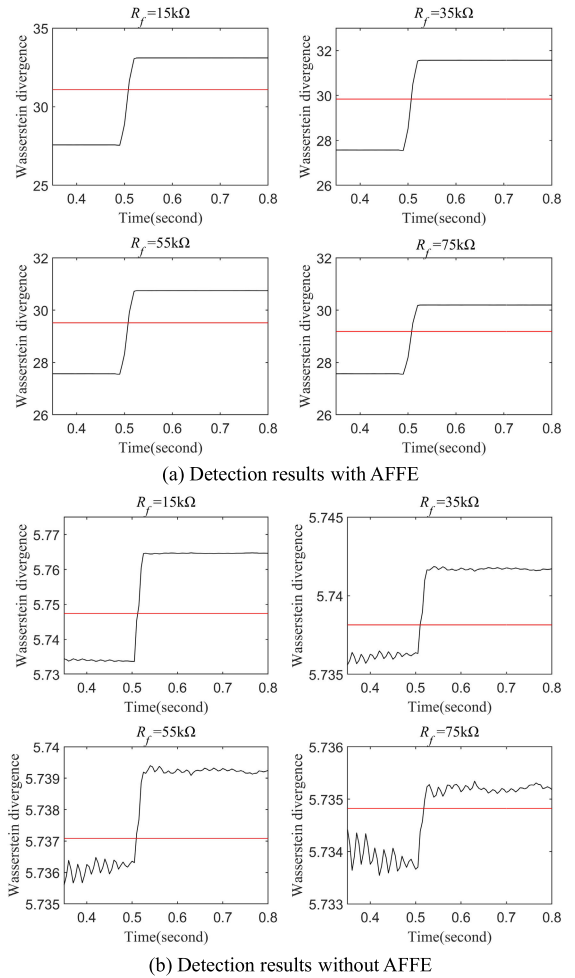 R_f=15kΩ
R_f=35kΩ
Wasserstein divergence
35
30
25
0.4 0.5 0.6 0.7 0.8
Time(second)
Wasserstein divergence
32
30
28
26
0.4 0.5 0.6 0.7 0.8
Time(second)
R_f=55kΩ
R_f=75kΩ
Wasserstein divergence
32
30
28
26
0.4 0.5 0.6 0.7 0.8
Time(second)
Wasserstein divergence
32
30
28
26
0.4 0.5 0.6 0.7 0.8
Time(second)
(a) Detection results with AFFE
R_f=15kΩ
R_f=35kΩ
Wasserstein divergence
5.77
5.76
5.75
5.74
5.73
0.4 0.5 0.6 0.7 0.8
Time(second)
Wasserstein divergence
5.745
5.74
5.735
0.4 0.5 0.6 0.7 0.8
Time(second)
R_f=55kΩ
R_f=75kΩ
Wasserstein divergence
5.74
5.739
5.738
5.737
5.736
5.735
0.4 0.5 0.6 0.7 0.8
Time(second)
Wasserstein divergence
5.736
5.735
5.734
5.733
0.4 0.5 0.6 0.7 0.8
Time(second)
(b) Detection results without AFFE